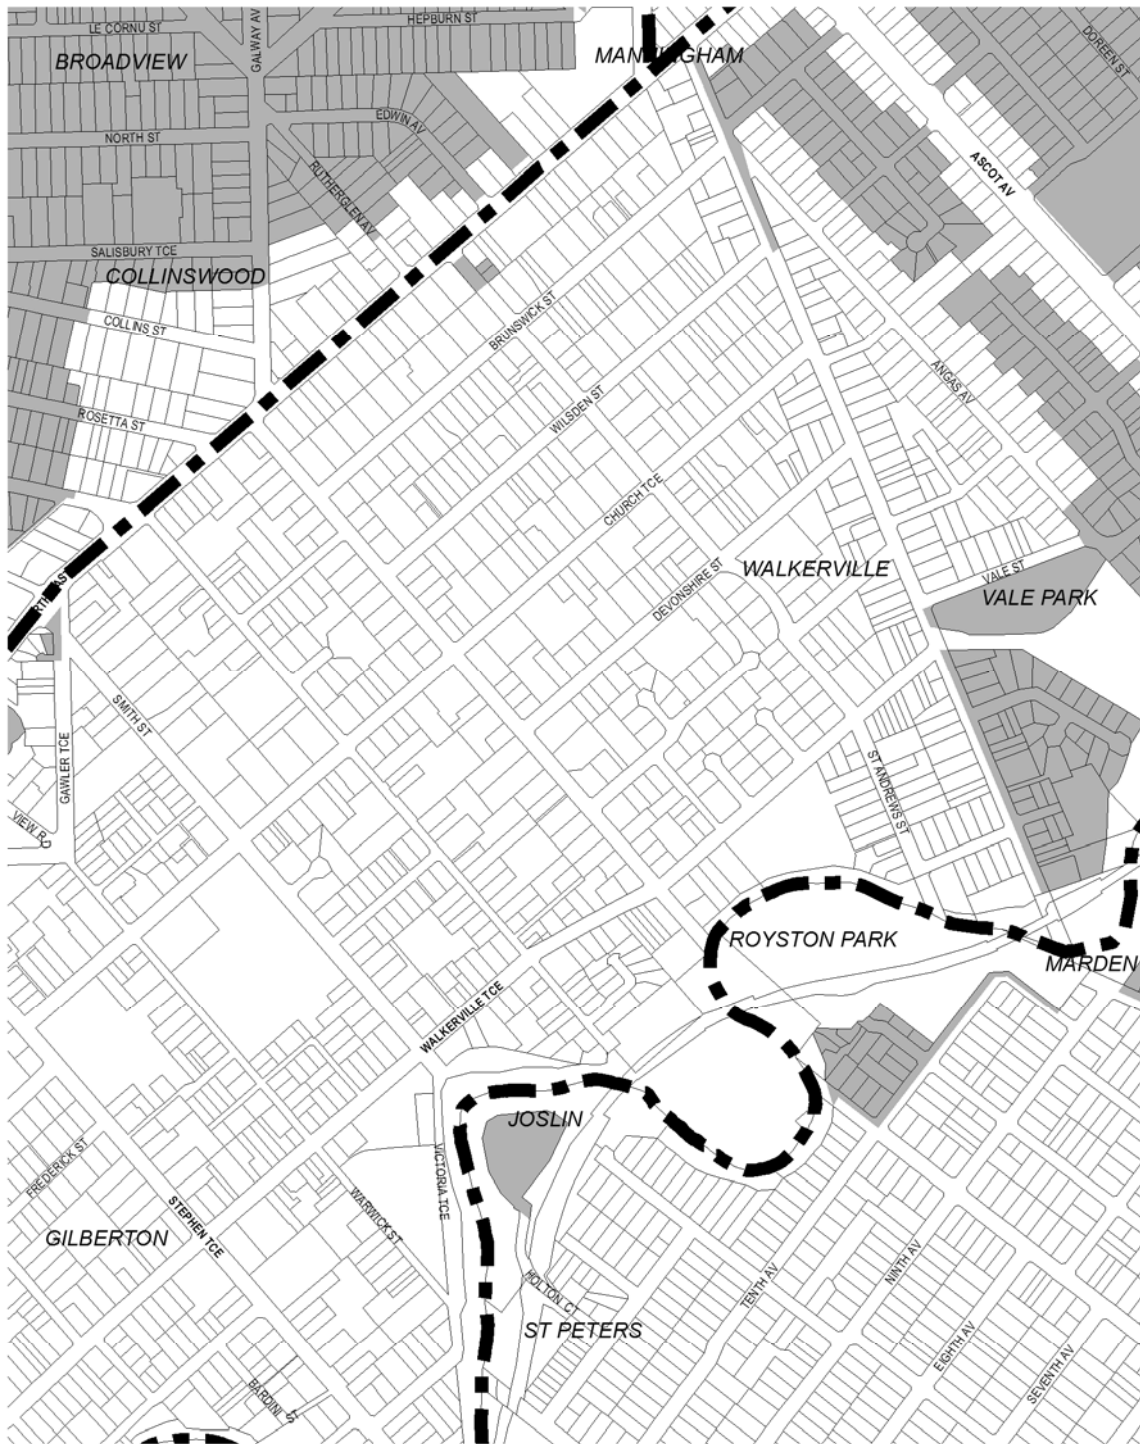 LE CORNU ST
GALWAY AV
HEPBURN ST
BROADVIEW
MANNINGHAM
DOREEN ST
EDWIN AV
NORTH ST
RUTHERGLEN AV
ASCOT AV
SALISBURY TCE
COLLINSWOOD
COLLINS ST
BRUNSWICK ST
ANGAS AV
WILSDEN ST
ROSETTA ST
CHURCH TCE
WALKERVILLE
DEVONSHIRE ST
VALE ST
VALE PARK
SMITH ST
GAWLER TCE
ST ANDREWS ST
VIEW RD
ROYSTON PARK
MARDEN
WALKERVILLE TCE
JOSLIN
FREDERICK ST
VICTORIA TCE
WARWICK ST
STEPHEN TCE
GILBERTON
HOLTON CT
TENTH AV
NINTH AV
ST PETERS
EIGHTH AV
SEVENTH AV
BARDINI ST